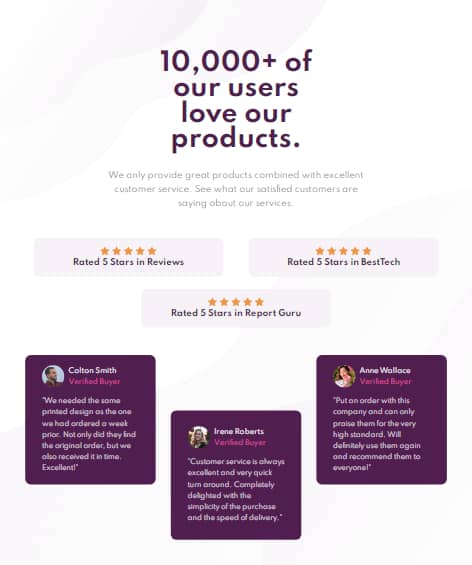 10,000+ of
our users
love our
products.
We only provide great products combined with excellent
customer service. See what our satisfied customers are
saying about our services.
Rated 5 Stars in Reviews
Rated 5 Stars in BestTech
Rated 5 Stars in Report Guru
Colton Smith
Verified Buyer
"We needed the same
printed design as the one
we had ordered a week
prior. Not only did they find
the original order, but we
also received it in time.
Excellent!"
Irene Roberts
Verified Buyer
"Customer service is always
excellent and very quick
turn around. Completely
delighted with the
simplicity of the purchase
and the speed of delivery."
Anne Wallace
Verified Buyer
"Put an order with this
company and can only
praise them for the very
high standard. Will
definitely use them again
and recommend them to
everyone!"